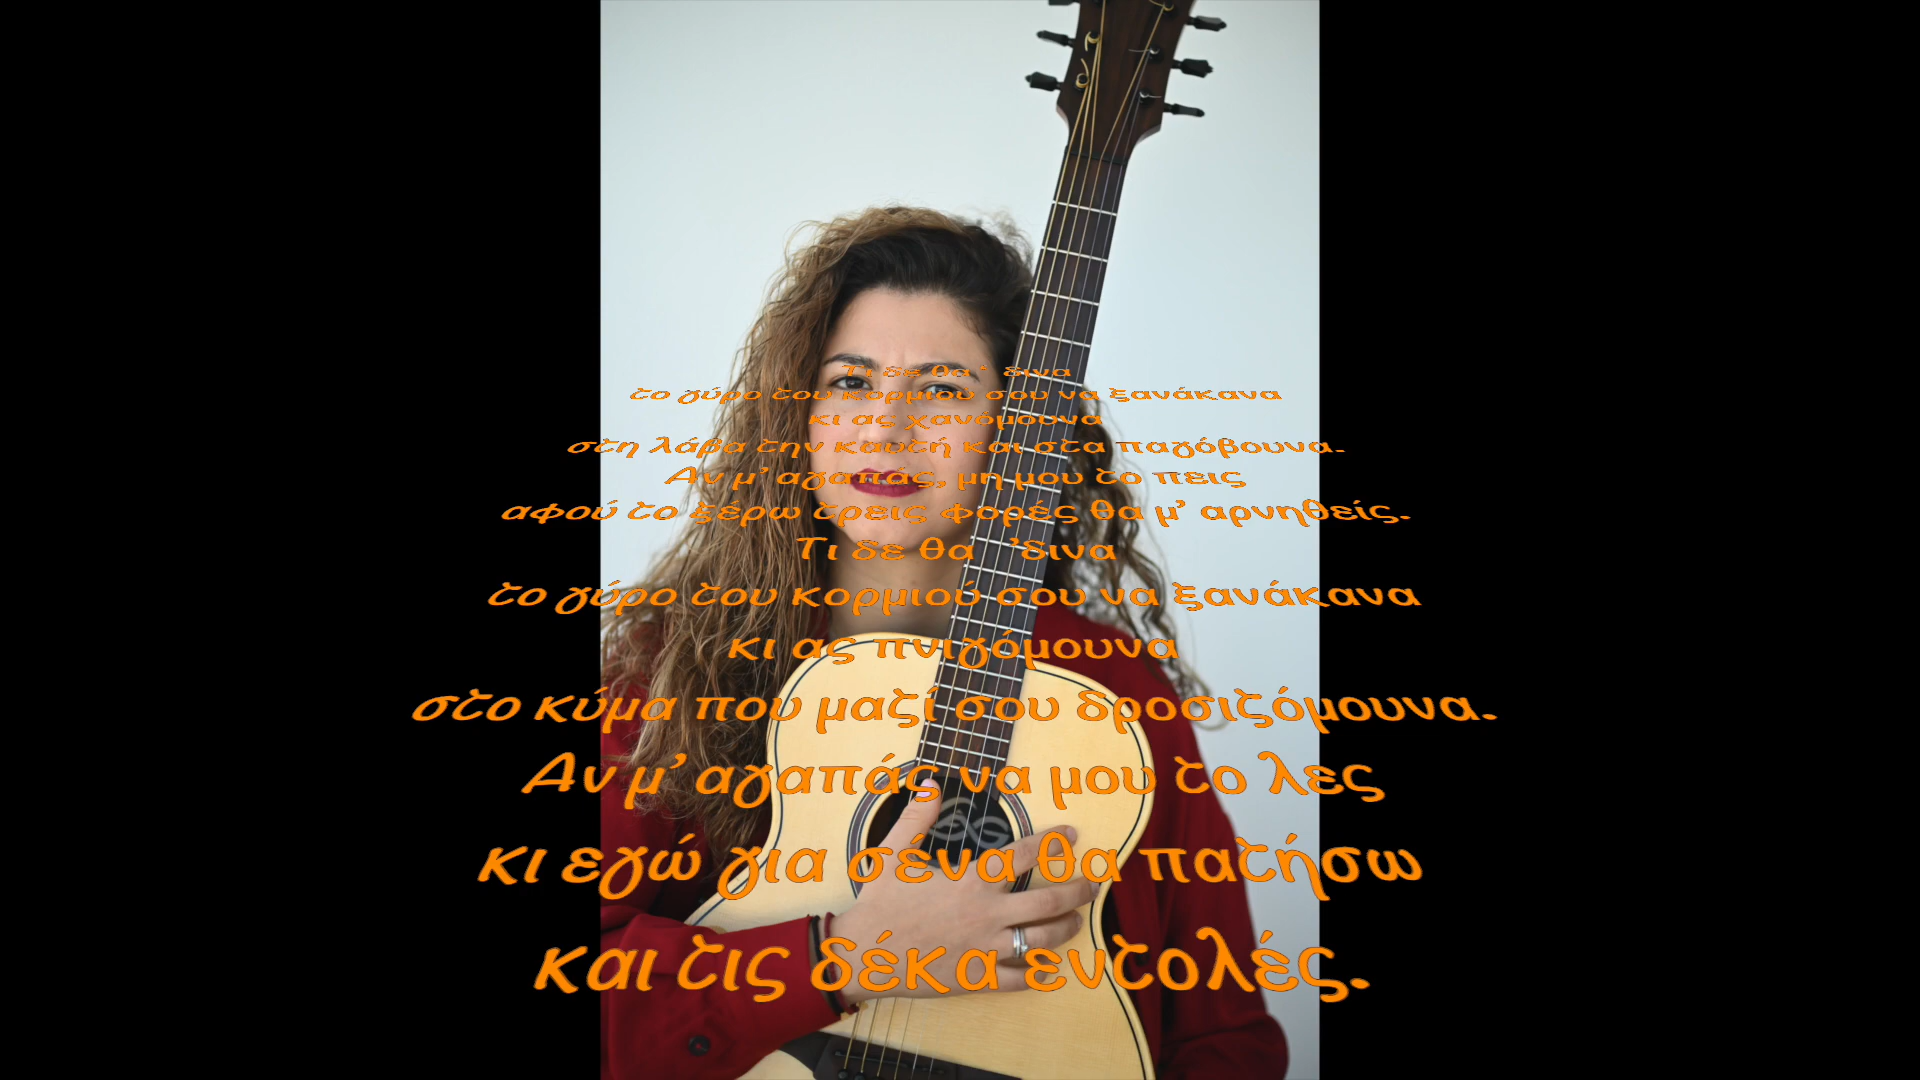 Τι δε θα ' δινα
το γύρο του κορμιού σου να ξανάκανα
κι ας χανόμουνα
στη λάβα την καυτή και στα παγόβουνα.
Αν μ' αγαπάς, μη μου το πεις
αφού το ξέρω τρεις φορές θα μ' αρνηθείς.
Τι δε θα 'δινα
το γύρο του κορμιού σου να ξανάκανα
κι ας πνιγόμουνα
στο κύμα που μαζί σου δροσιζόμουνα.
Αν μ' αγαπάς να μου το λες
κι εγώ για σένα θα πατήσω
και τις δέκα εντολές.